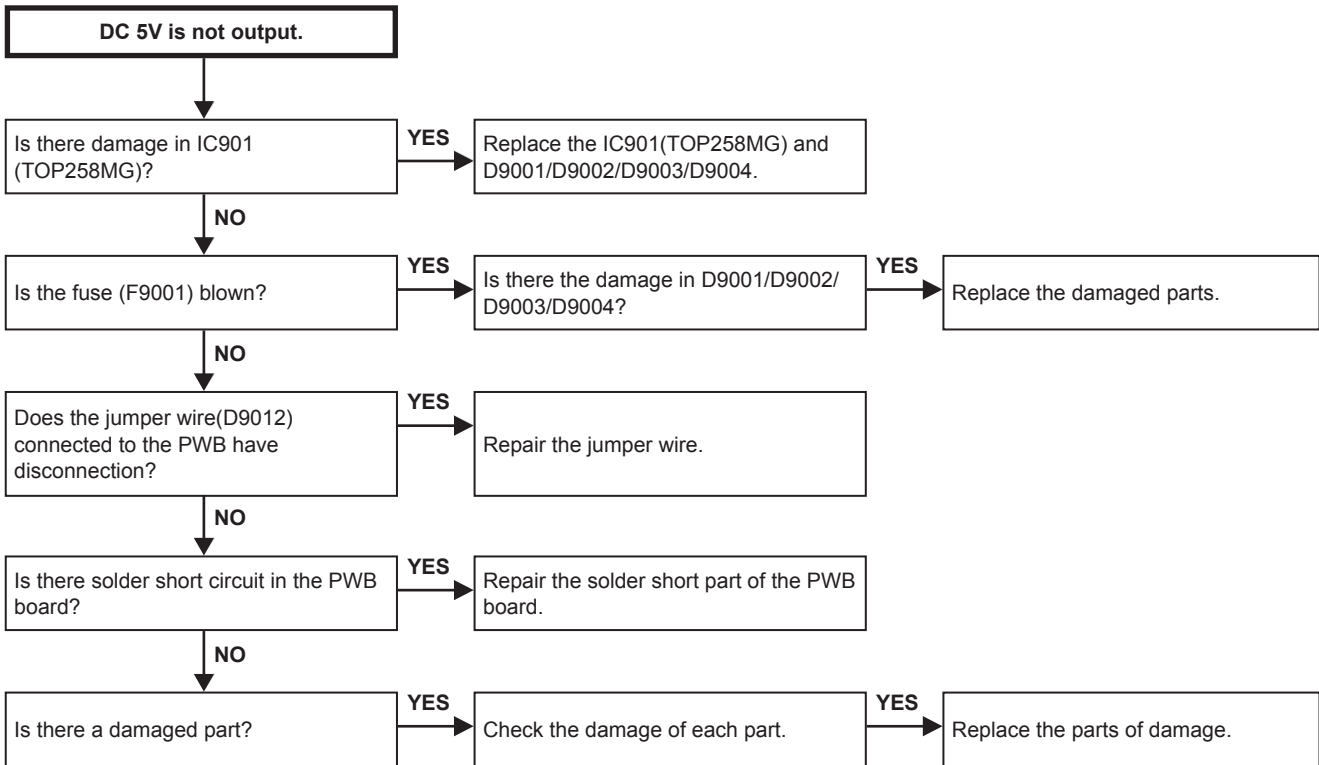 DC 5V is not output.
Is there damage in IC901
(TOP258MG)?
YES
Replace the IC901(TOP258MG) and
D9001/D9002/D9003/D9004.
NO
Is the fuse (F9001) blown?
YES
Is there the damage in D9001/D9002/
D9003/D9004?
YES
Replace the damaged parts.
NO
Does the jumper wire(D9012)
connected to the PWB have
disconnection?
YES
Repair the jumper wire.
NO
Is there solder short circuit in the PWB
board?
YES
Repair the solder short part of the PWB
board.
NO
Is there a damaged part?
YES
Check the damage of each part.
YES
Replace the parts of damage.